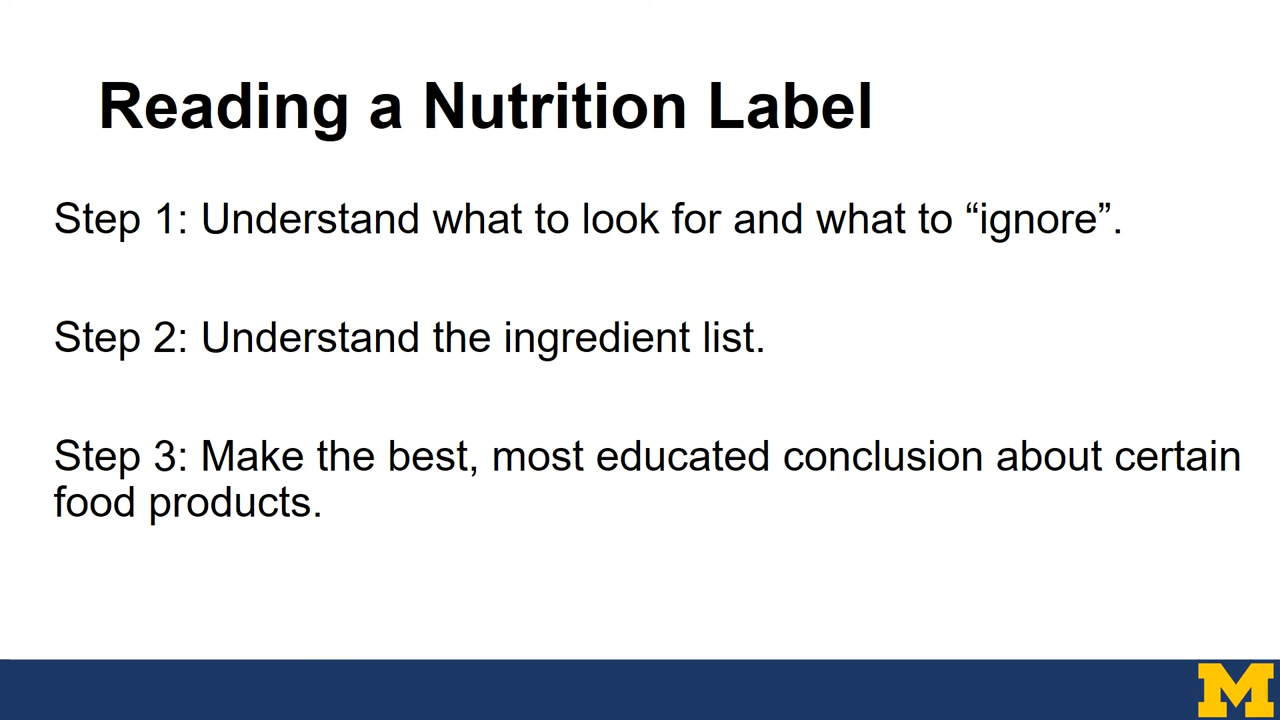 Reading a Nutrition Label
Step 1: Understand what to look for and what to “ignore”.
Step 2: Understand the ingredient list.
Step 3: Make the best, most educated conclusion about certain
food products.
M